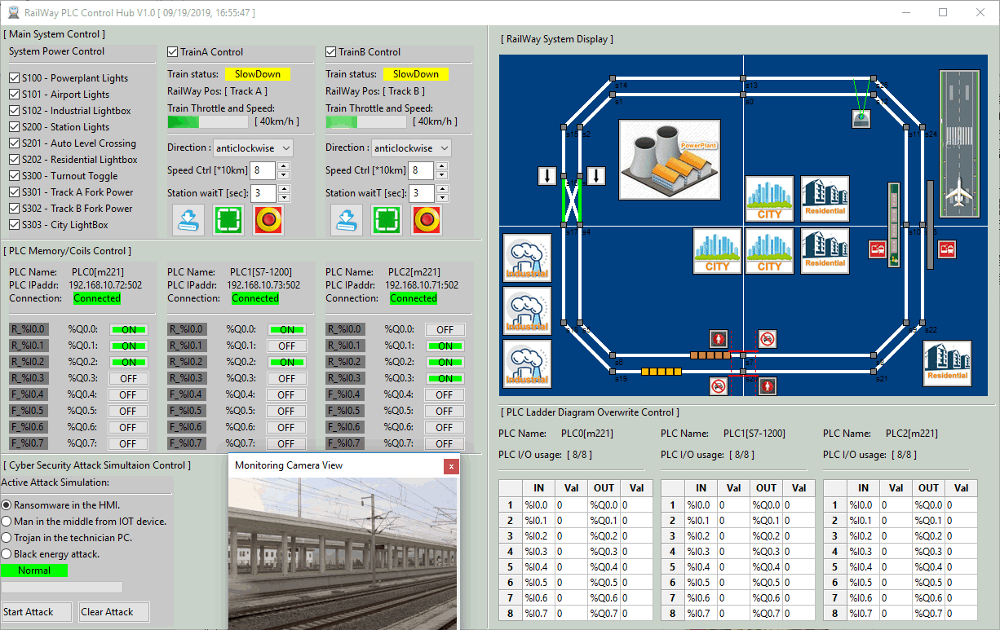 RailWay PLC Control Hub V1.0 [ 09/19/2019, 16:55:47 ]
[ Main System Control ]
System Power Control
S100 - Powerplant Lights
S101 - Airport Lights
S102 - Industrial Lightbox
S200 - Station Lights
S201 - Auto Level Crossing
S202 - Residential Lightbox
S300 - Turnout Toggle
S301 - Track A Fork Power
S302 - Track B Fork Power
S303 - City LightBox
TrainA Control
Train status: SlowDown
RailWay Pos: [ Track A ]
Train Throttle and Speed:
[ 40km/h ]
Direction : anticlockwise
Speed Ctrl [*10km] 8
Station waitT [sec]: 3
TrainB Control
Train status: SlowDown
RailWay Pos: [ Track B ]
Train Throttle and Speed:
[ 40km/h ]
Direction : anticlockwise
Speed Ctrl [*10km] 8
Station waitT [sec]: 3
[ PLC Memory/Coils Control ]
PLC Name: PLC0[m221]
PLC IPaddr: 192.168.10.72:502
Connection: Connected
R_%I0.0 %Q0.0: ON
R_%I0.1 %Q0.1: ON
R_%I0.2 %Q0.2: ON
R_%I0.3 %Q0.3: OFF
F_%I0.4 %Q0.4: OFF
F_%I0.5 %Q0.5: OFF
F_%I0.6 %Q0.6: OFF
F_%I0.7 %Q0.7: OFF
PLC Name: PLC1[S7-1200]
PLC IPaddr: 192.168.10.73:502
Connection: Connected
R_%I0.0 %Q0.0: ON
R_%I0.1 %Q0.1: OFF
R_%I0.2 %Q0.2: ON
R_%I0.3 %Q0.3: OFF
F_%I0.4 %Q0.4: OFF
F_%I0.5 %Q0.5: OFF
F_%I0.6 %Q0.6: OFF
F_%I0.7 %Q0.7: OFF
PLC Name: PLC2[m221]
PLC IPaddr: 192.168.10.71:502
Connection: Connected
R_%I0.0 %Q0.0: OFF
R_%I0.1 %Q0.1: ON
R_%I0.2 %Q0.2: ON
R_%I0.3 %Q0.3: ON
F_%I0.4 %Q0.4: OFF
F_%I0.5 %Q0.5: OFF
F_%I0.6 %Q0.6: OFF
F_%I0.7 %Q0.7: OFF
[ Cyber Security Attack Simultaion Control ]
Active Attack Simulation:
Ransomware in the HMI.
Man in the middle from IOT device.
Trojan in the technician PC.
Black energy attack.
Normal
Start Attack Clear Attack
Monitoring Camera View
[ RailWay System Display ]
s14 s13
s1 s0
s2 s24
PowerPlant
CITY Residential
s17 s4
Industrial
CITY CITY Residential
Industrial
s22
s6
s19 s21
Industrial
Residential
[ PLC Ladder Diagram Overwrite Control ]
PLC Name: PLC0[m221]
PLC I/O usage: [ 8/8 ]
IN Val OUT Val
1 %I0.0 0 %Q0.0 0
2 %I0.1 0 %Q0.1 0
3 %I0.2 0 %Q0.2 0
4 %I0.3 0 %Q0.3 0
5 %I0.4 0 %Q0.4 0
6 %I0.5 0 %Q0.5 0
7 %I0.6 0 %Q0.6 0
8 %I0.7 0 %Q0.7 0
PLC Name: PLC1[S7-1200]
PLC I/O usage: [ 8/8 ]
IN Val OUT Val
1 %I0.0 0 %Q0.0 0
2 %I0.1 0 %Q0.1 0
3 %I0.2 0 %Q0.2 0
4 %I0.3 0 %Q0.3 0
5 %I0.4 0 %Q0.4 0
6 %I0.5 0 %Q0.5 0
7 %I0.6 0 %Q0.6 0
8 %I0.7 0 %Q0.7 0
PLC Name: PLC2[m221]
PLC I/O usage: [ 8/8 ]
IN Val OUT Val
1 %I0.0 0 %Q0.0 0
2 %I0.1 0 %Q0.1 0
3 %I0.2 0 %Q0.2 0
4 %I0.3 0 %Q0.3 0
5 %I0.4 0 %Q0.4 0
6 %I0.5 0 %Q0.5 0
7 %I0.6 0 %Q0.6 0
8 %I0.7 0 %Q0.7 0